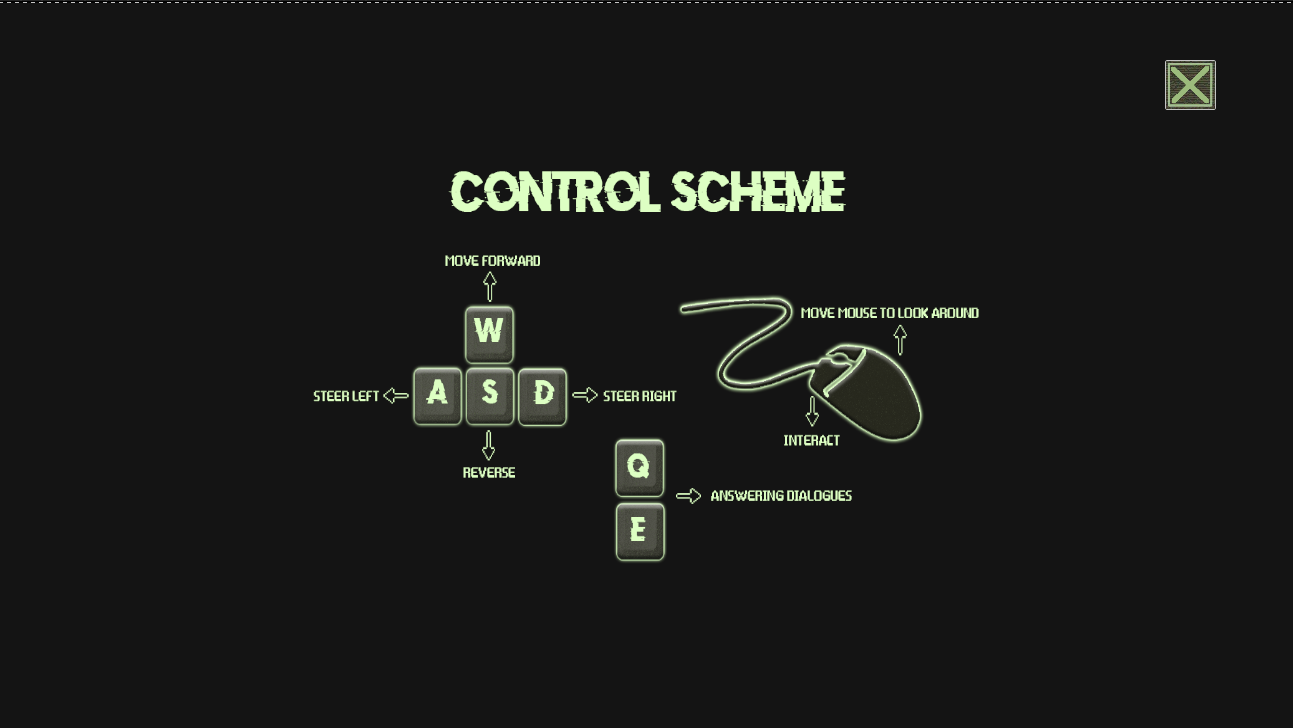 CONTROL SCHEME
MOVE FORWARD
W
MOVE MOUSE TO LOOK AROUND
STEER LEFT
A
S
D
STEER RIGHT
INTERACT
REVERSE
Q
ANSWERING DIALOGUES
E